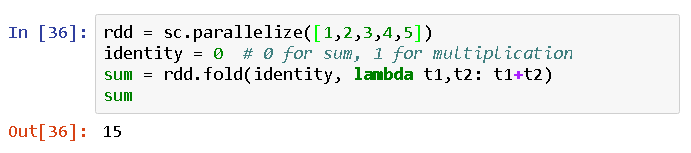 In [36]: rdd = sc.parallelize([1,2,3,4,5])
identity = 0  # 0 for sum, 1 for multiplication
sum = rdd.fold(identity, lambda t1,t2: t1+t2)
sum
Out[36]: 15